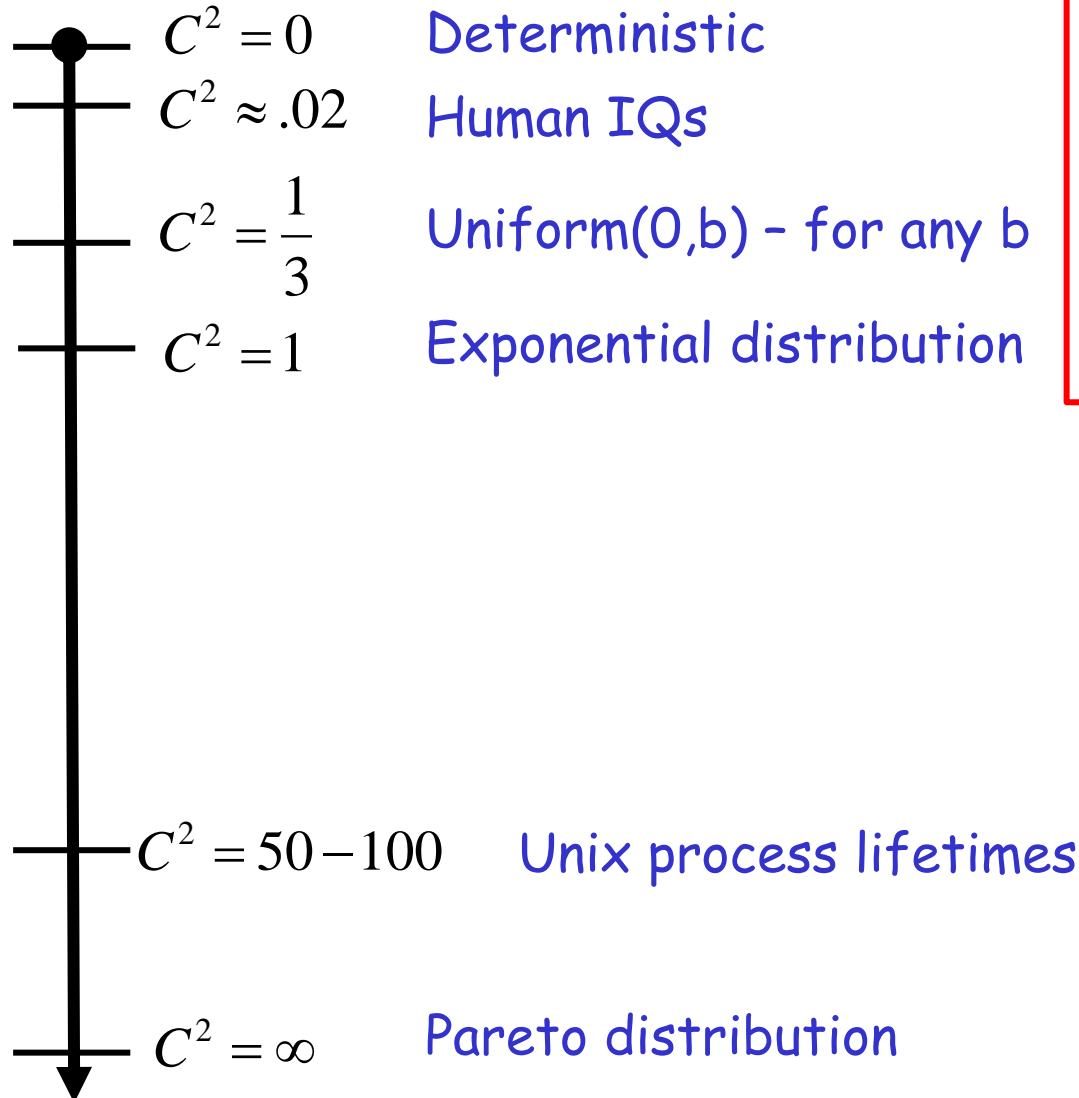 C² = 0 Deterministic
C² ≈ .02 Human IQs
C² = 1/3 Uniform(0,b) – for any b
C² = 1 Exponential distribution
C² = 50 – 100 Unix process lifetimes
C² = ∞ Pareto distribution